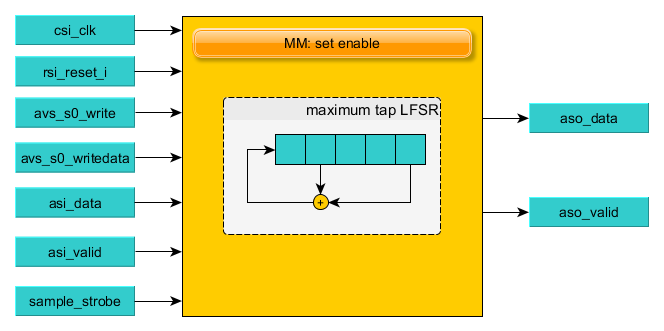 csi_clk
rsi_reset_i
avs_s0_write
avs_s0_writedata
asi_data
asi_valid
sample_strobe
MM: set enable
maximum tap LFSR
+
aso_data
aso_valid